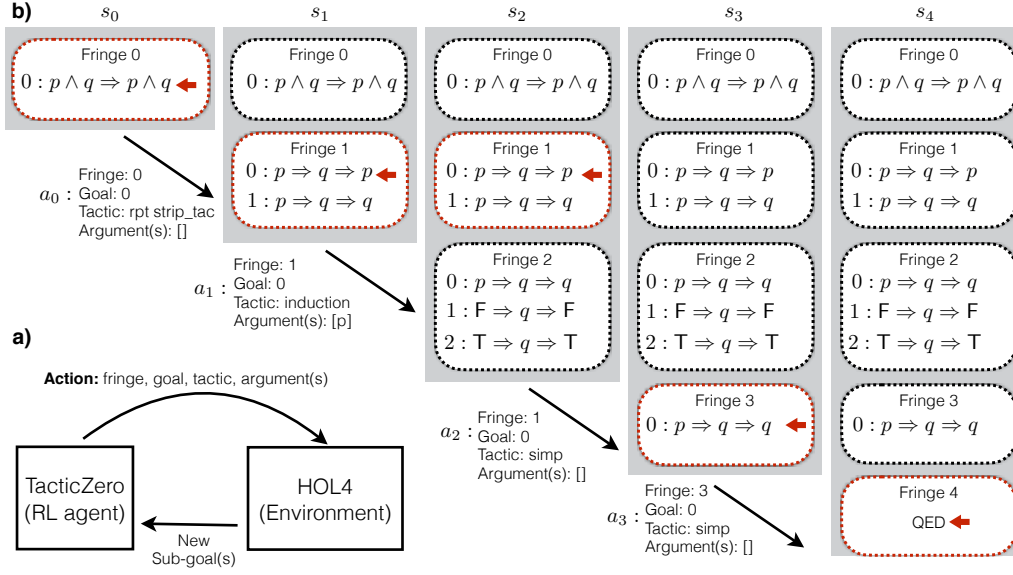 b)
s0 s1 s2 s3 s4
Fringe 0
0 : p ∧ q ⇒ p ∧ q
Fringe 0
0 : p ∧ q ⇒ p ∧ q
Fringe 1
0 : p ⇒ q ⇒ p
1 : p ⇒ q ⇒ q
Fringe 0
0 : p ∧ q ⇒ p ∧ q
Fringe 1
0 : p ⇒ q ⇒ p
1 : p ⇒ q ⇒ q
Fringe 2
0 : p ⇒ q ⇒ q
1 : F ⇒ q ⇒ F
2 : T ⇒ q ⇒ T
Fringe 0
0 : p ∧ q ⇒ p ∧ q
Fringe 1
0 : p ⇒ q ⇒ p
1 : p ⇒ q ⇒ q
Fringe 2
0 : p ⇒ q ⇒ q
1 : F ⇒ q ⇒ F
2 : T ⇒ q ⇒ T
Fringe 3
0 : p ⇒ q ⇒ q
Fringe 0
0 : p ∧ q ⇒ p ∧ q
Fringe 1
0 : p ⇒ q ⇒ p
1 : p ⇒ q ⇒ q
Fringe 2
0 : p ⇒ q ⇒ q
1 : F ⇒ q ⇒ F
2 : T ⇒ q ⇒ T
Fringe 3
0 : p ⇒ q ⇒ q
Fringe 4
QED
a0 :
Fringe: 0
Goal: 0
Tactic: rpt strip_tac
Argument(s): []
a1 :
Fringe: 1
Goal: 0
Tactic: induction
Argument(s): [p]
a2 :
Fringe: 1
Goal: 0
Tactic: simp
Argument(s): []
a3 :
Fringe: 3
Goal: 0
Tactic: simp
Argument(s): []
a)
Action: fringe, goal, tactic, argument(s)
TacticZero
(RL agent)
HOL4
(Environment)
New
Sub-goal(s)